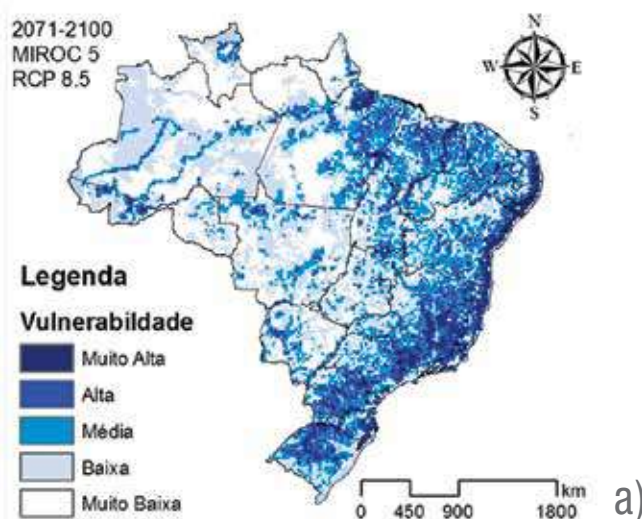 2071-2100
MIROC 5
RCP 8.5
N
W
E
S
Legenda
Vulnerabildade
Muito Alta
Alta
Média
Baixa
Muito Baixa
km
0 450 900 1800
a)